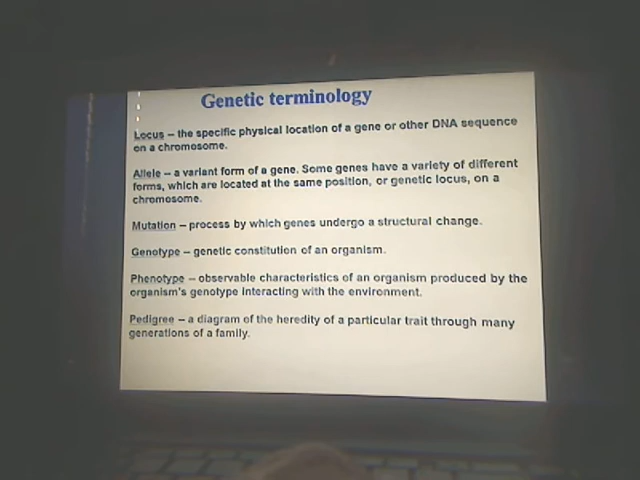 Genetic terminology
Locus – the specific physical location of a gene or other DNA sequence
on a chromosome.
Allele – a variant form of a gene. Some genes have a variety of different
forms, which are located at the same position, or genetic locus, on a
chromosome.
Mutation – process by which genes undergo a structural change.
Genotype – genetic constitution of an organism.
Phenotype – observable characteristics of an organism produced by the
organism's genotype interacting with the environment.
Pedigree – a diagram of the heredity of a particular trait through many
generations of a family.